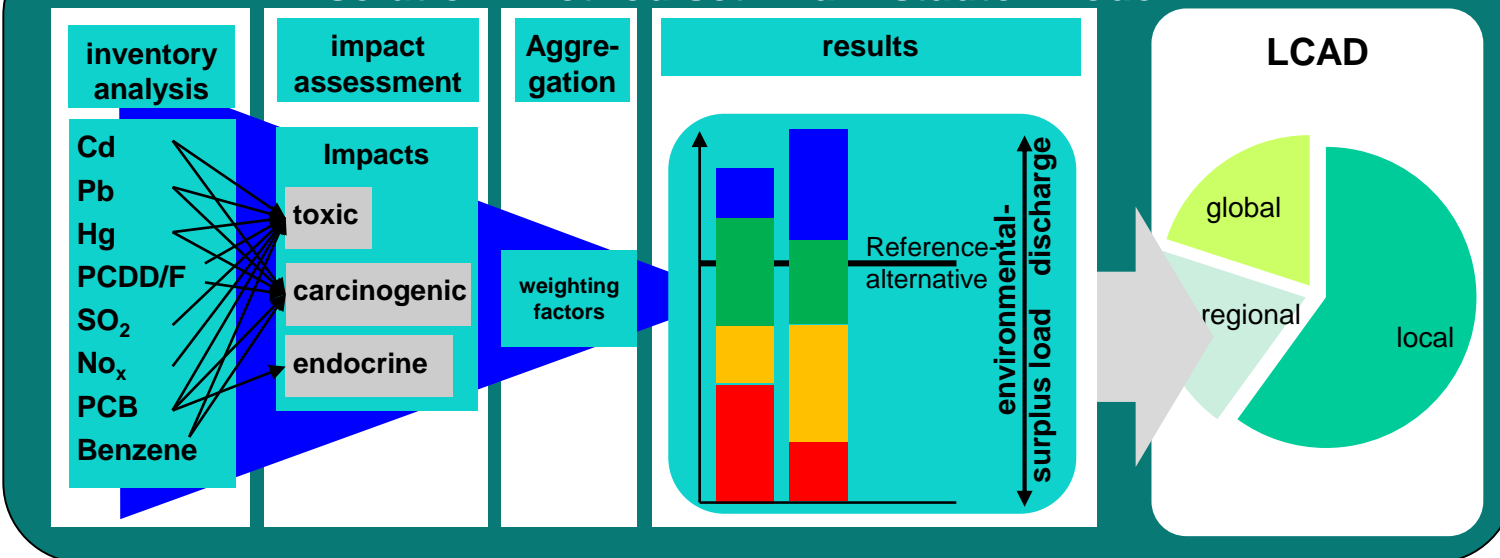 inventory
analysis
Cd
Pb
Hg
PCDD/F
SO₂
Noₓ
PCB
Benzene
impact
assessment
Impacts
toxic
carcinogenic
endocrine
Aggre-
gation
weighting
factors
results
Reference-
alternative
environmental-
surplus load discharge
LCAD
global
regional
local